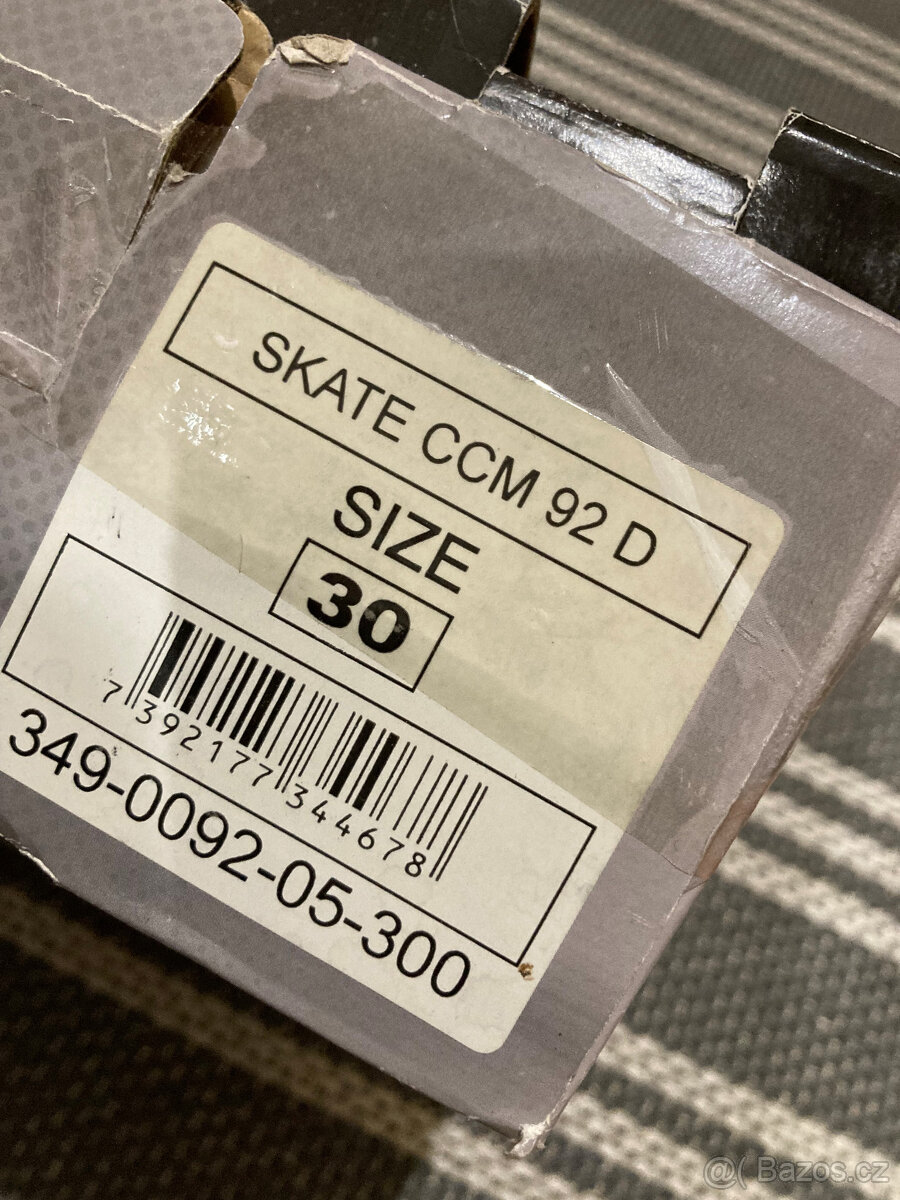 SKATE CCM 92 D
SIZE
30
7 392177 344678
349-0092-05-300
@( Bazos.cz